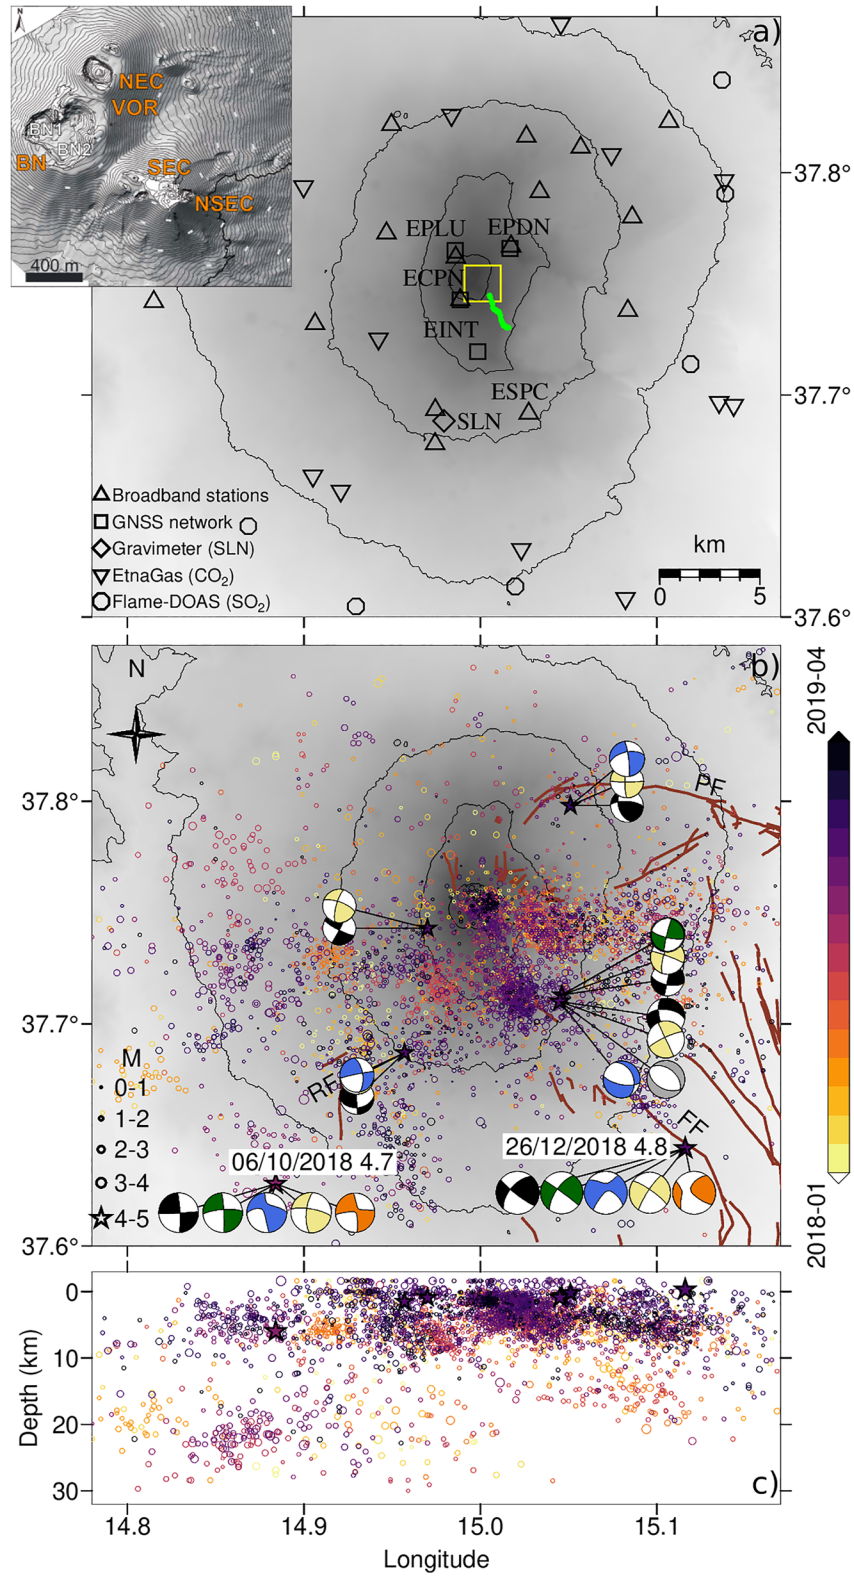 N
NEC
VOR
BN1
BN2
BN
SEC
NSEC
400 m
a)
37.8°
EPLU
EPDN
ECPN
EINT
ESPC
SLN
37.7°
Broadband stations
GNSS network
Gravimeter (SLN)
EtnaGas (CO₂)
Flame-DOAS (SO₂)
km
0
5
37.6°
N
b)
2019-04
PF
37.8°
37.7°
M
0-1
1-2
2-3
3-4
4-5
RF
FF
26/12/2018 4.8
06/10/2018 4.7
37.6°
2018-01
0
10
20
30
Depth (km)
c)
14.8
14.9
15.0
15.1
Longitude